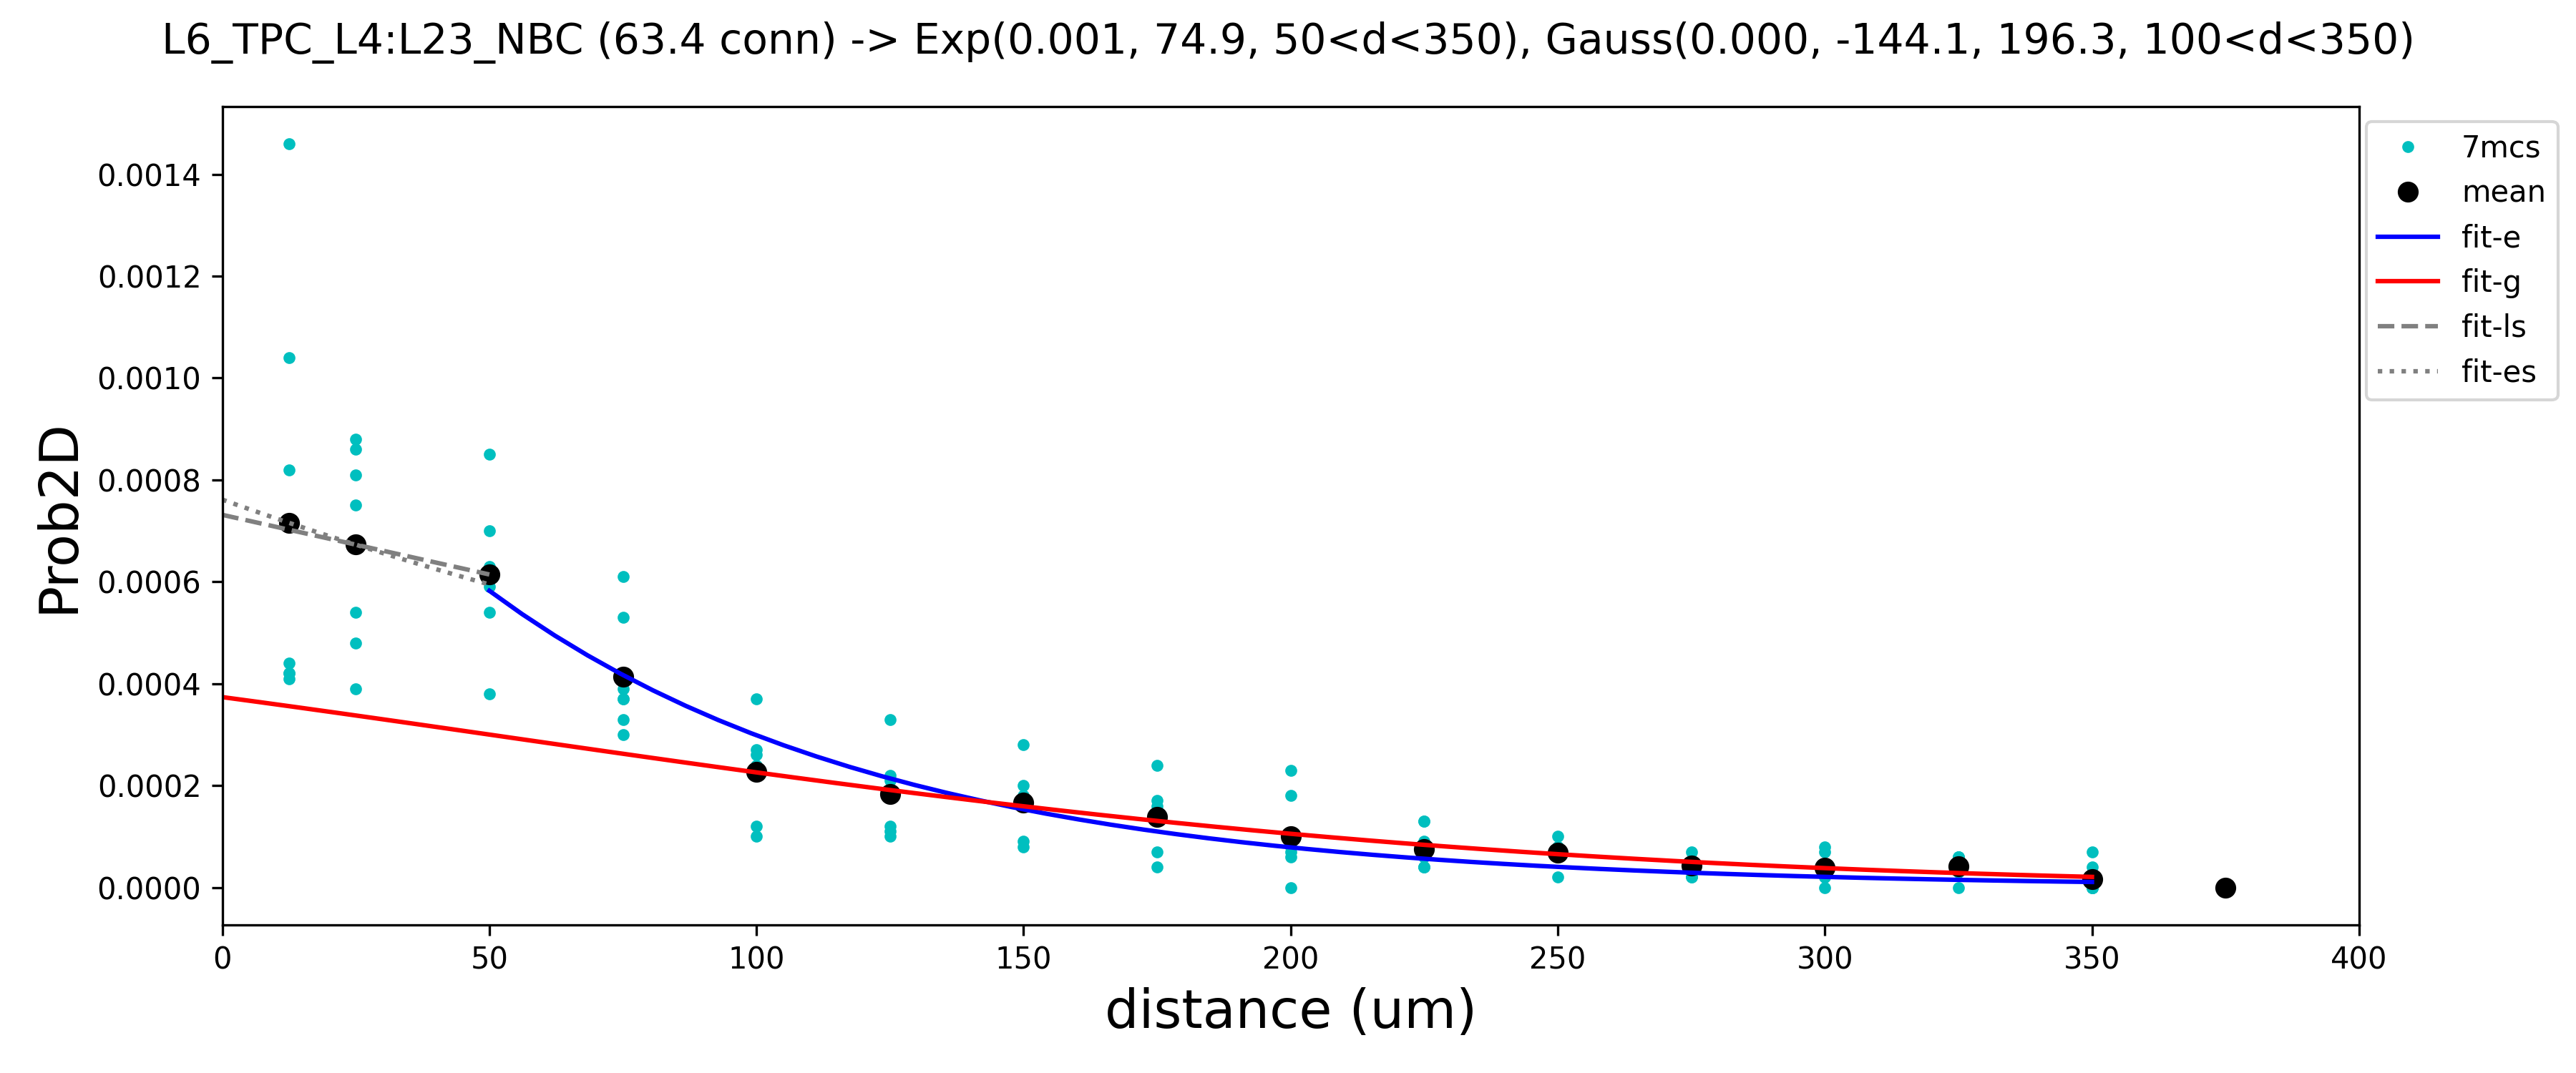 L6_TPC_L4:L23_NBC (63.4 conn) -> Exp(0.001, 74.9, 50<d<350), Gauss(0.000, -144.1, 196.3, 100<d<350)
Prob2D
0.0014
0.0012
0.0010
0.0008
0.0006
0.0004
0.0002
0.0000
0 50 100 150 200 250 300 350 400
distance (um)
7mcs
mean
fit-e
fit-g
fit-ls
fit-es